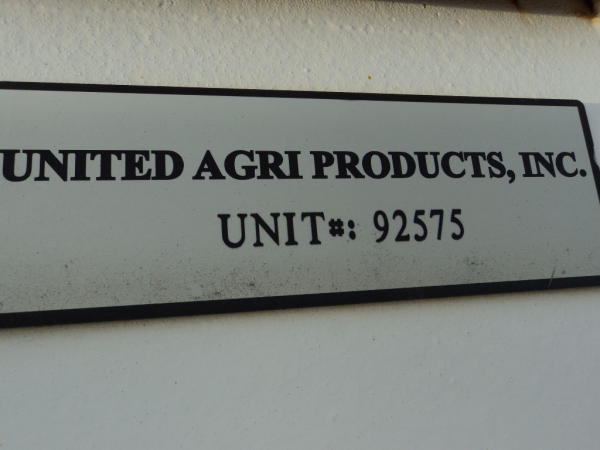 UNITED AGRI PRODUCTS, INC.
UNIT#: 92575